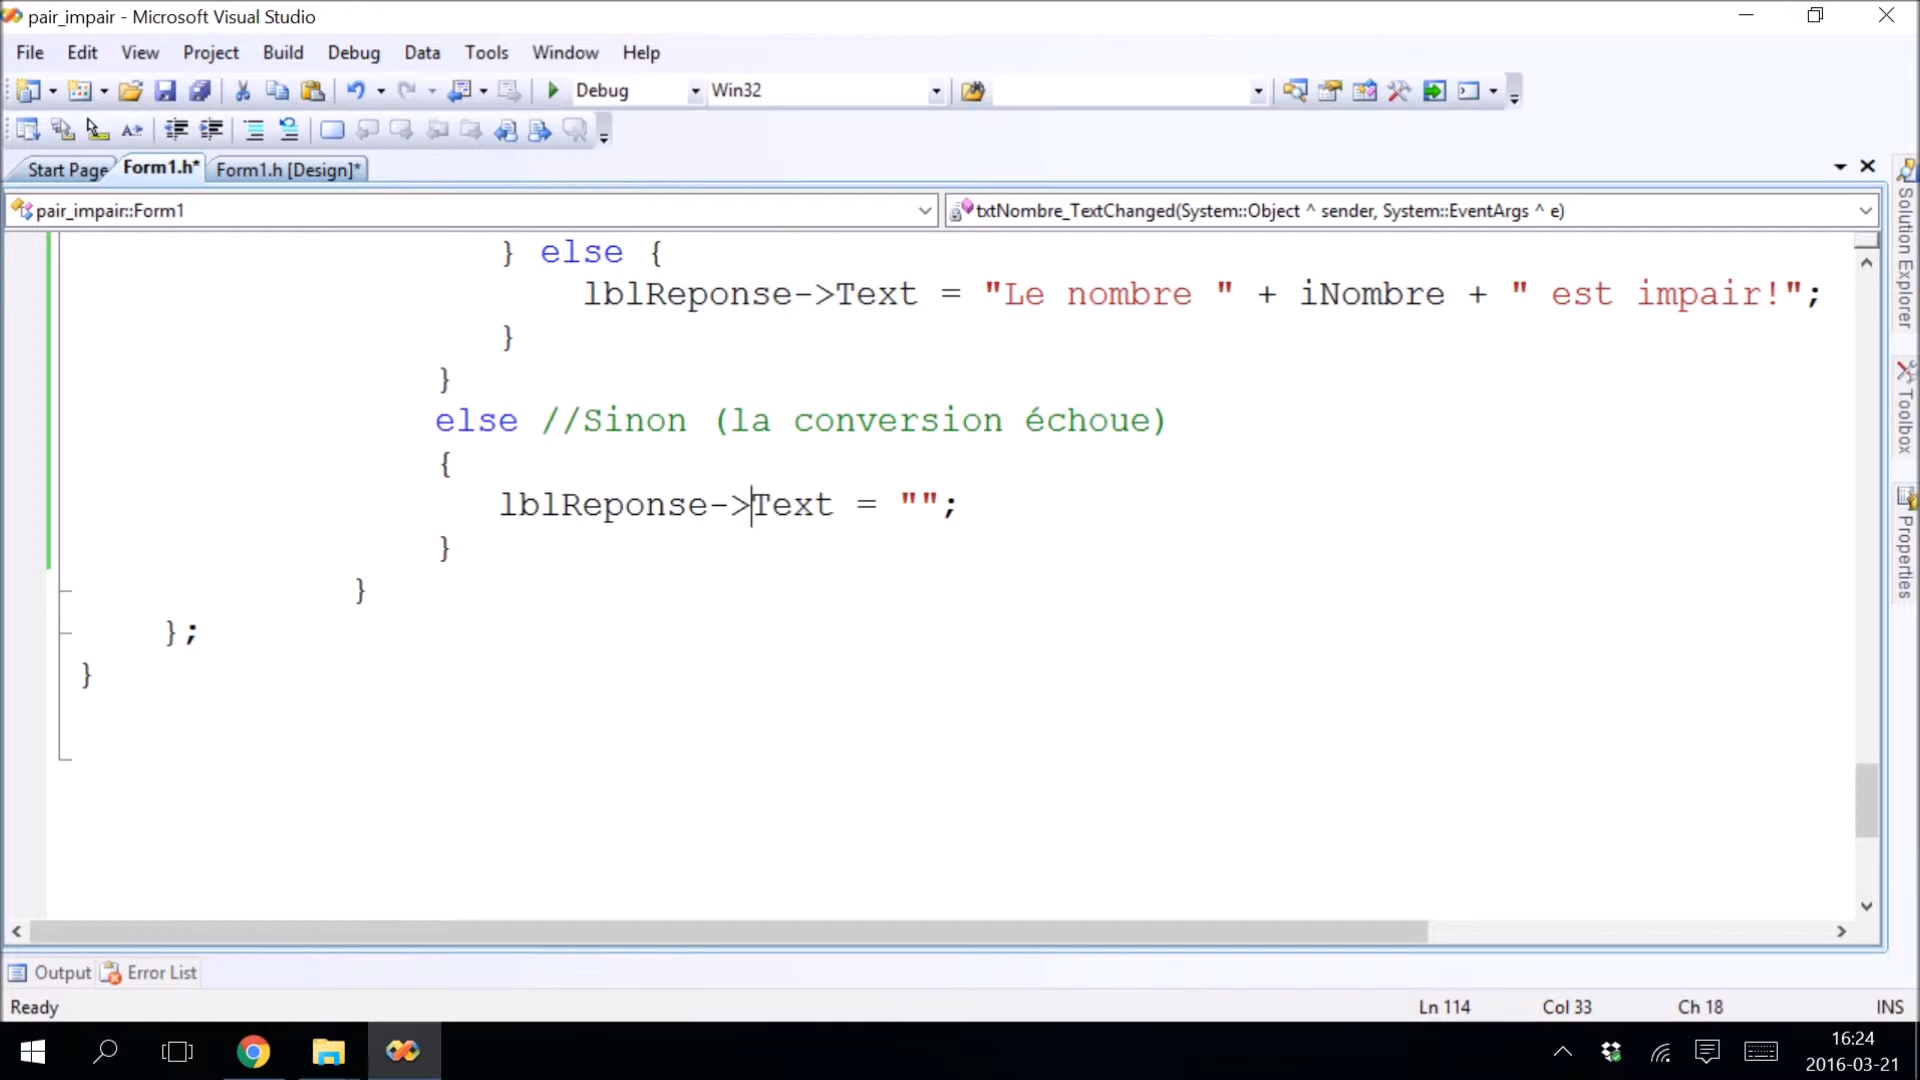 pair_impair - Microsoft Visual Studio
File Edit View Project Build Debug Data Tools Window Help
Debug Win32
Start Page Form1.h* Form1.h [Design]*
pair_impair::Form1 txtNombre_TextChanged(System::Object ^ sender, System::EventArgs ^ e)
} else {
lblReponse->Text = "Le nombre " + iNombre + " est impair!";
}
}
else //Sinon (la conversion échoue)
{
lblReponse->Text = "";
}
}
};
}
Solution Explorer
Toolbox
Properties
Output Error List
Ready Ln 114 Col 33 Ch 18 INS
16:24
2016-03-21